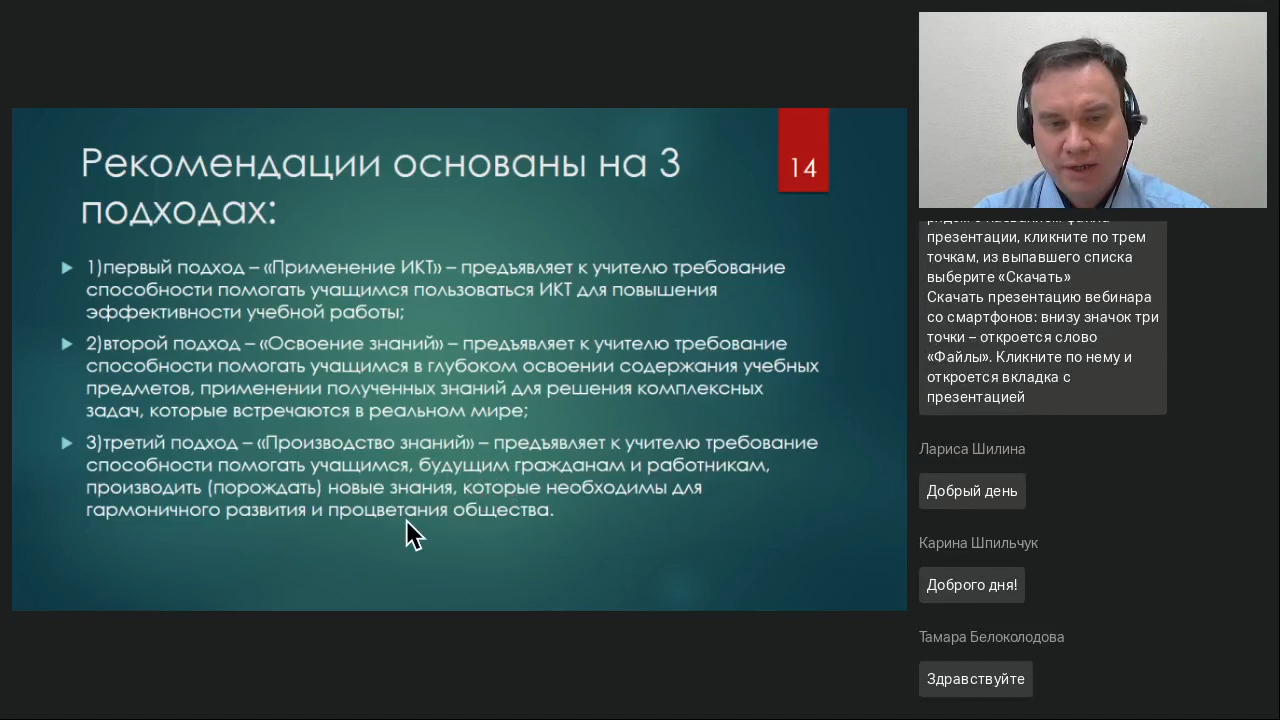 Рекомендации основаны на 3
подходах:
14
1)первый подход – «Применение ИКТ» – предъявляет к учителю требование
способности помогать учащимся пользоваться ИКТ для повышения
эффективности учебной работы;
2)второй подход – «Освоение знаний» – предъявляет к учителю требование
способности помогать учащимся в глубоком освоении содержания учебных
предметов, применении полученных знаний для решения комплексных
задач, которые встречаются в реальном мире;
3)третий подход – «Производство знаний» – предъявляет к учителю требование
способности помогать учащимся, будущим гражданам и работникам,
производить (порождать) новые знания, которые необходимы для
гармоничного развития и процветания общества.
рядом с названием файла
презентации, кликните по трем
точкам, из выпавшего списка
выберите «Скачать»
Скачать презентацию вебинара
со смартфонов: внизу значок три
точки – откроется слово
«Файлы». Кликните по нему и
откроется вкладка с
презентацией
Лариса Шилина
Добрый день
Карина Шпильчук
Доброго дня!
Тамара Белоколодова
Здравствуйте